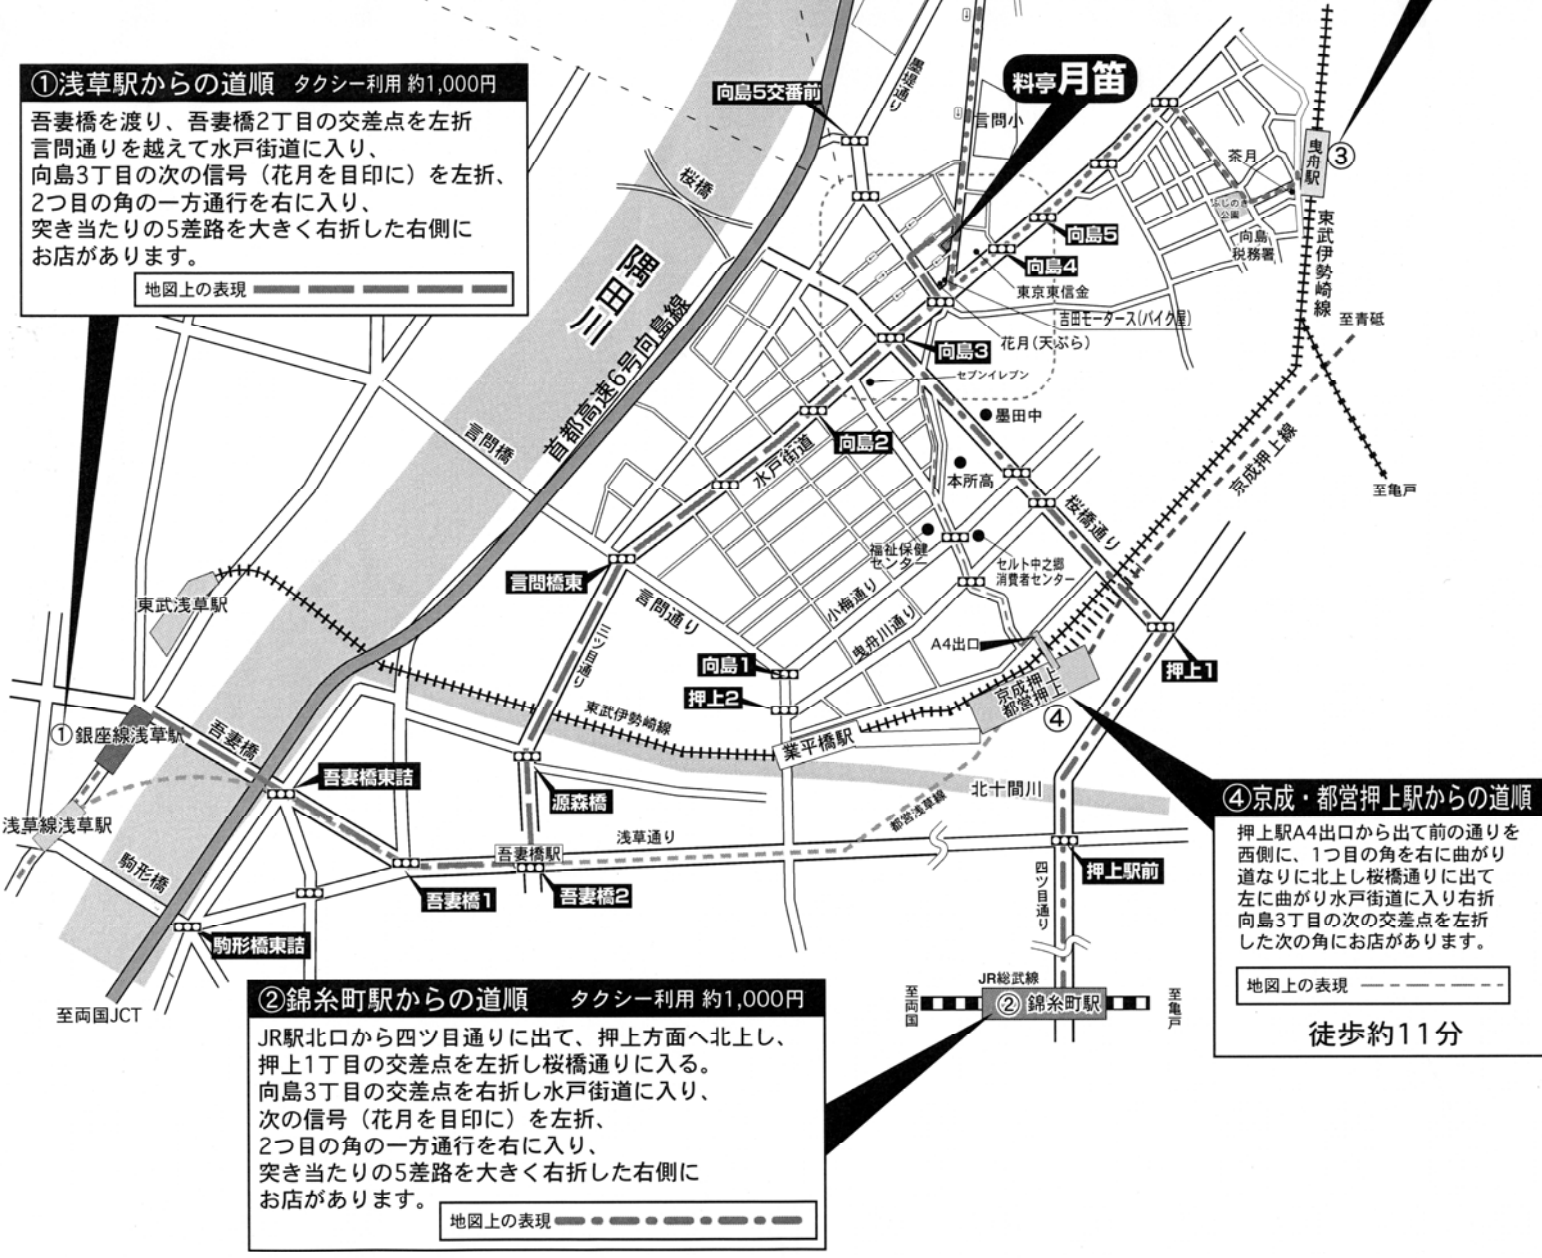 ①浅草駅からの道順 タクシー利用 約1,000円
吾妻橋を渡り、吾妻橋2丁目の交差点を左折
言問通りを越えて水戸街道に入り、
向島3丁目の次の信号（花月を目印に）を左折、
2つ目の角の一方通行を右に入り、
突き当たりの5差路を大きく右折した右側に
お店があります。
地図上の表現
向島5交番前
墨堤通り
料亭月笛
言問小
桜橋
隅田川
首都高速6号向島線
茶月
曳舟駅
③
ふじのき
公園
向島
税務署
東武伊勢崎線
向島5
向島4
東京東信金
吉田モータース(バイク屋)
花月(天ぷら)
向島3
セブンイレブン
至青砥
墨田中
向島2
水戸街道
本所高
言問橋
京成押上線
至亀戸
桜橋通り
福祉保健
センター
セルト中之郷
消費者センター
言問橋東
言問通り
小梅通り
曳舟川通り
東武浅草駅
三ツ目通り
A4出口
向島1
押上2
押上1
京成押上
都営押上
④
東武伊勢崎線
業平橋駅
①銀座線浅草駅
吾妻橋
吾妻橋東詰
源森橋
北十間川
都営浅草線
浅草線浅草駅
浅草通り
吾妻橋駅
駒形橋
吾妻橋1
吾妻橋2
押上駅前
四ツ目通り
駒形橋東詰
至両国JCT
④京成・都営押上駅からの道順
押上駅A4出口から出て前の通りを
西側に、1つ目の角を右に曲がり
道なりに北上し桜橋通りに出て
左に曲がり水戸街道に入り右折
向島3丁目の次の交差点を左折
した次の角にお店があります。
地図上の表現
徒歩約11分
JR総武線
至両国
②錦糸町駅
至亀戸
②錦糸町駅からの道順 タクシー利用 約1,000円
JR駅北口から四ツ目通りに出て、押上方面へ北上し、
押上1丁目の交差点を左折し桜橋通りに入る。
向島3丁目の交差点を右折し水戸街道に入り、
次の信号（花月を目印に）を左折、
2つ目の角の一方通行を右に入り、
突き当たりの5差路を大きく右折した右側に
お店があります。
地図上の表現